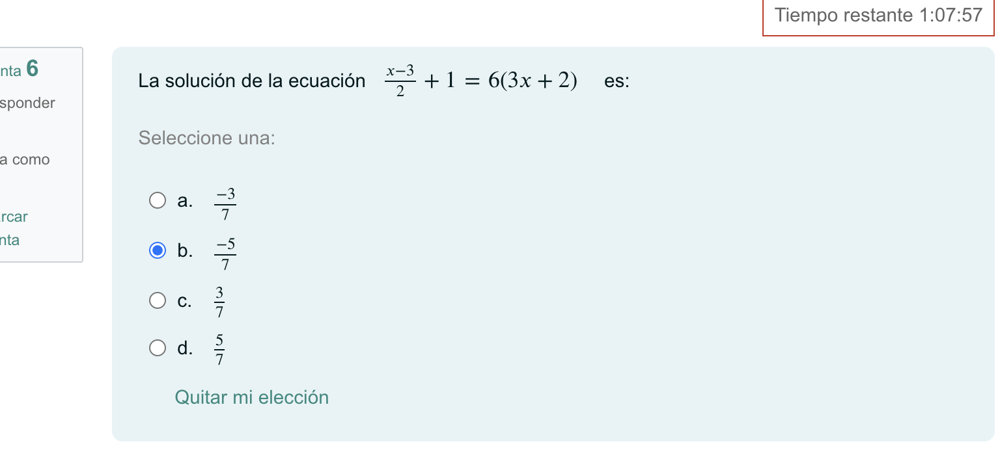 Tiempo restante 1:07:57
nta 6
sponder
a como
rcar
nta
La solución de la ecuación \frac{x-3}{2} + 1 = 6(3x + 2) es:
Seleccione una:
a. \frac{-3}{7}
b. \frac{-5}{7}
c. \frac{3}{7}
d. \frac{5}{7}
Quitar mi elección